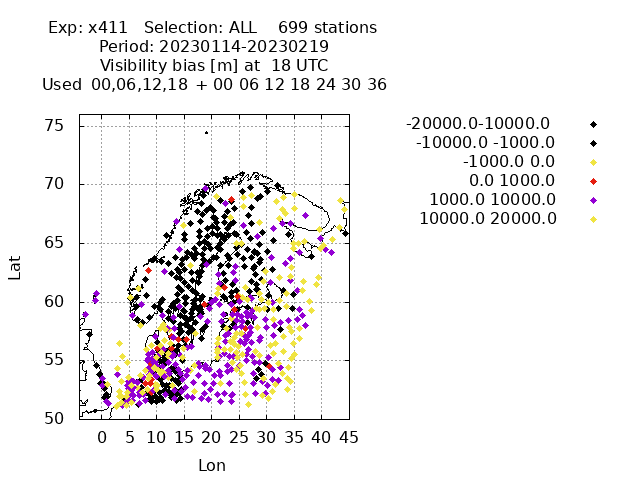 Exp: x411 Selection: ALL 699 stations
Period: 20230114-20230219
Visibility bias [m] at 18 UTC
Used 00,06,12,18 + 00 06 12 18 24 30 36
-20000.0-10000.0
-10000.0 -1000.0
-1000.0 0.0
0.0 1000.0
1000.0 10000.0
10000.0 20000.0
75
70
65
60
55
50
Lat
0 5 10 15 20 25 30 35 40 45
Lon